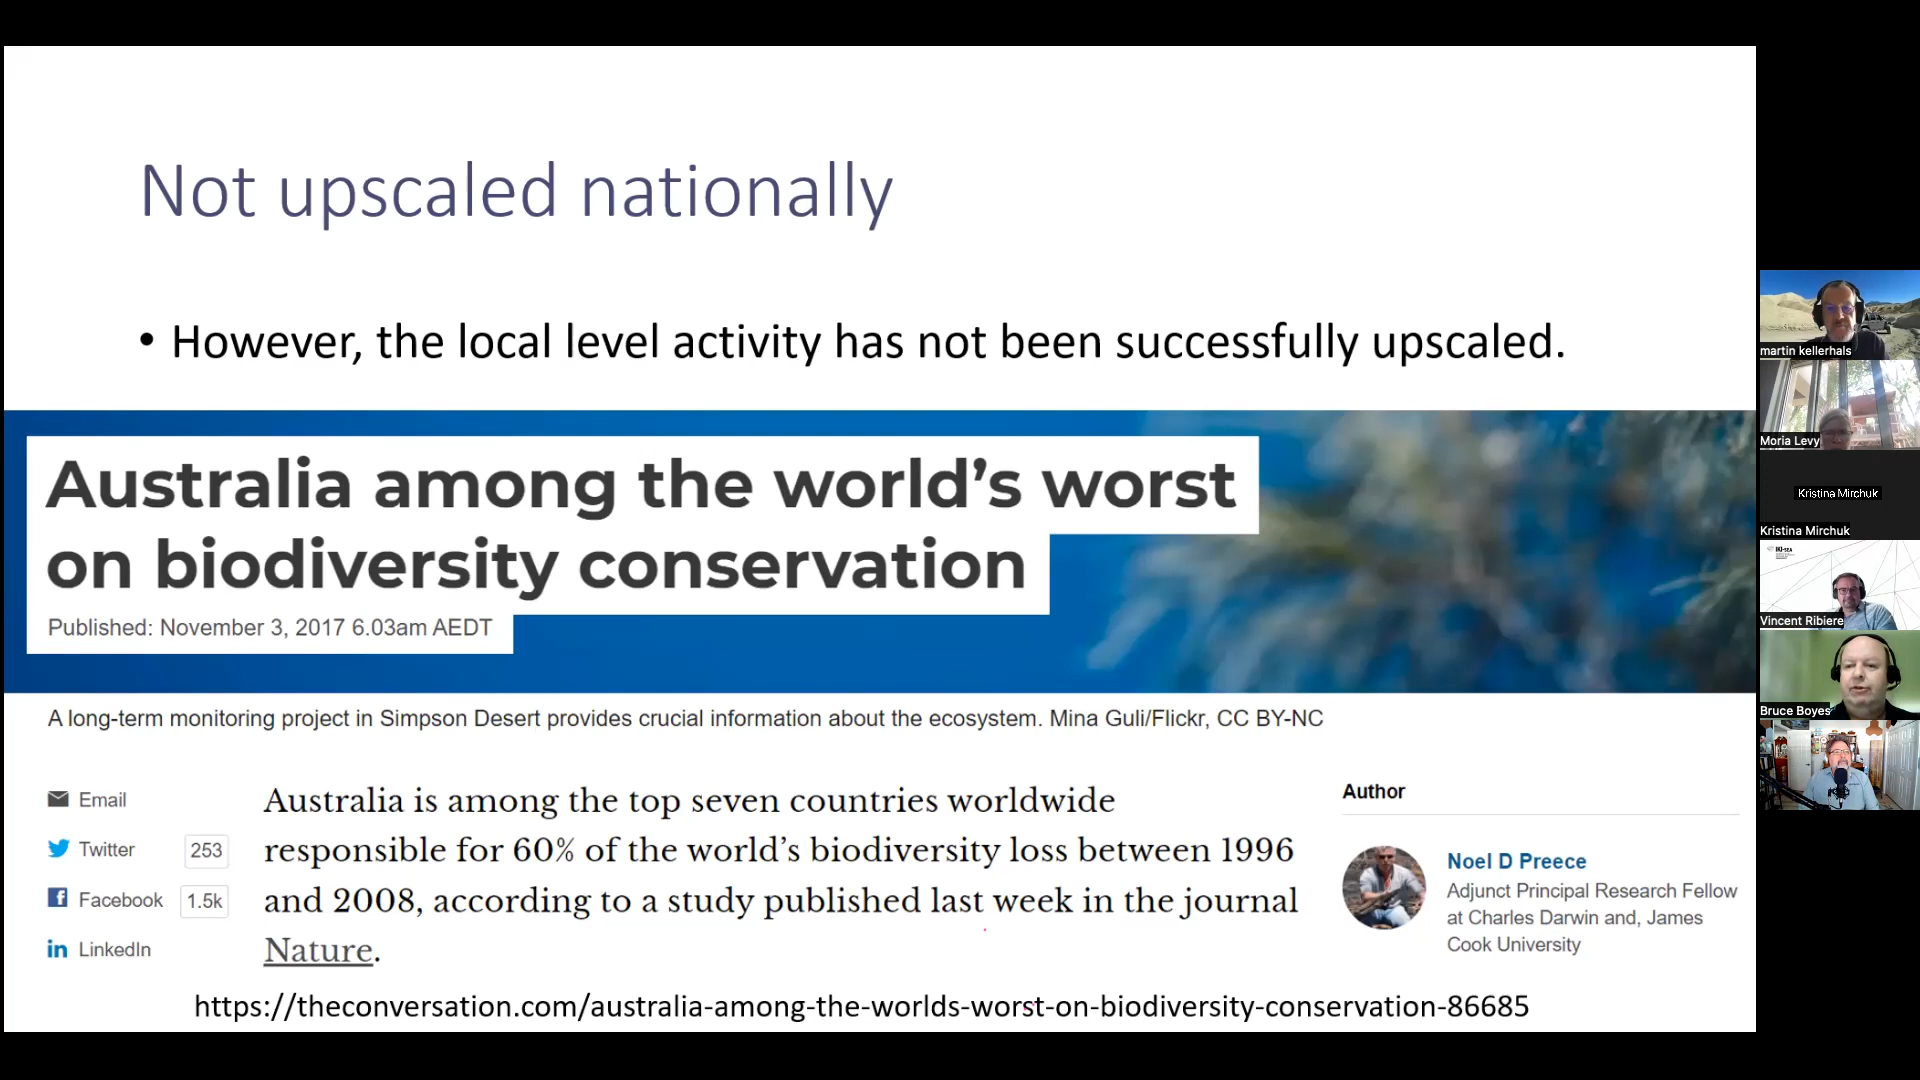 Not upscaled nationally
• However, the local level activity has not been successfully upscaled.
Australia among the world's worst
on biodiversity conservation
Published: November 3, 2017 6.03am AEDT
A long-term monitoring project in Simpson Desert provides crucial information about the ecosystem. Mina Guli/Flickr, CC BY-NC
Email
Twitter 253
Facebook 1.5k
LinkedIn
Australia is among the top seven countries worldwide
responsible for 60% of the world's biodiversity loss between 1996
and 2008, according to a study published last week in the journal
Nature.
Author
Noel D Preece
Adjunct Principal Research Fellow
at Charles Darwin and, James
Cook University
https://theconversation.com/australia-among-the-worlds-worst-on-biodiversity-conservation-86685
martin kellerhals
Moria Levy
Kristina Mirchuk
Kristina Mirchuk
IKI-SEA
Vincent Ribiere
Bruce Boyes